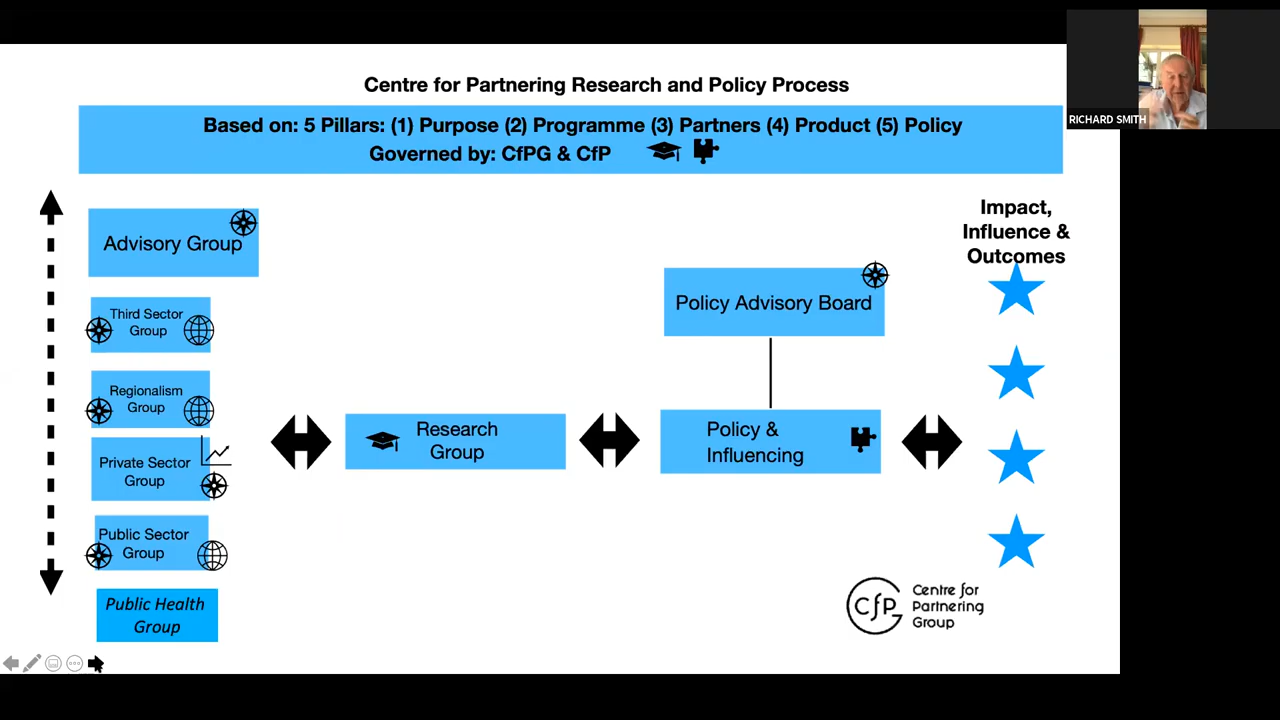 Centre for Partnering Research and Policy Process
Based on: 5 Pillars: (1) Purpose (2) Programme (3) Partners (4) Product (5) Policy
Governed by: CfPG & CfP
RICHARD SMITH
Advisory Group
Third Sector
Group
Regionalism
Group
Private Sector
Group
Public Sector
Group
Public Health
Group
Research
Group
Policy Advisory Board
Policy &
Influencing
Impact,
Influence &
Outcomes
CfP
Centre for
Partnering
Group